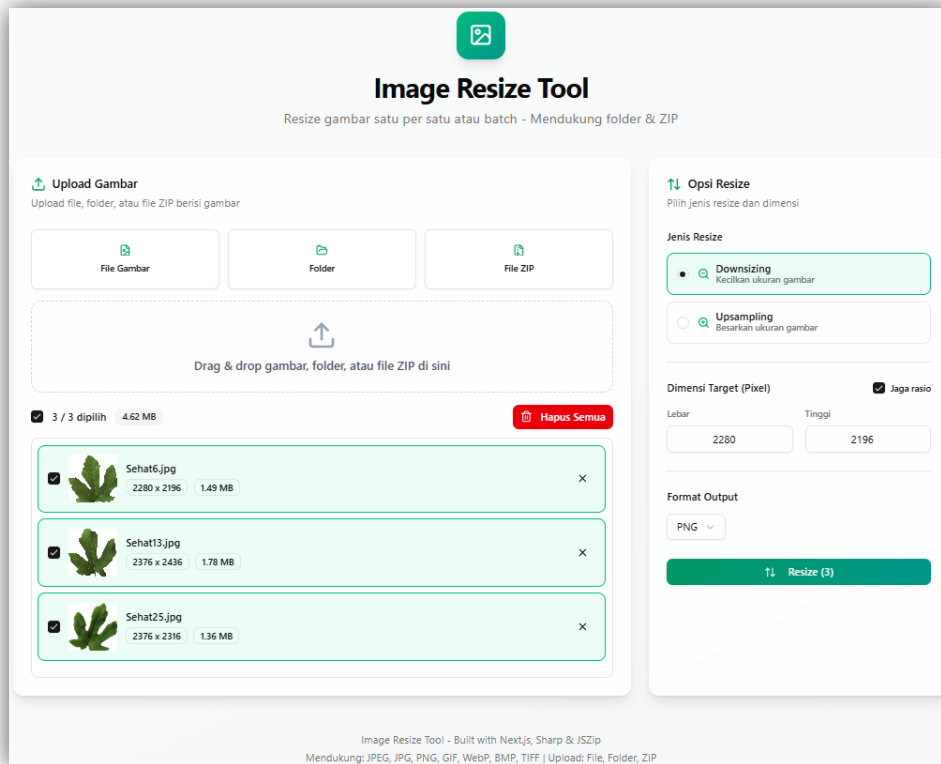 Image Resize Tool
Resize gambar satu per satu atau batch - Mendukung folder & ZIP
Upload Gambar
Upload file, folder, atau file ZIP berisi gambar
File Gambar
Folder
File ZIP
Drag & drop gambar, folder, atau file ZIP di sini
3 / 3 dipilih 4.62 MB
Hapus Semua
Sehat6.jpg
2280 x 2196 1.49 MB
Sehat13.jpg
2376 x 2436 1.78 MB
Sehat25.jpg
2376 x 2316 1.36 MB
Opsi Resize
Pilih jenis resize dan dimensi
Jenis Resize
Downsizing
Kecilkan ukuran gambar
Upsampling
Besarkan ukuran gambar
Dimensi Target (Pixel) Jaga rasio
Lebar Tinggi
2280 2196
Format Output
PNG
Resize (3)
Image Resize Tool - Built with Next.js, Sharp & JSZip
Mendukung: JPEG, JPG, PNG, GIF, WebP, BMP, TIFF | Upload: File, Folder, ZIP